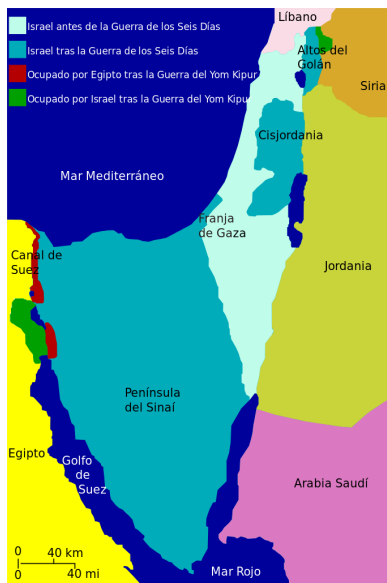 Israel antes de la Guerra de los Seis Días
Israel tras la Guerra de los Seis Días
Ocupado por Egipto tras la Guerra del Yom Kipur
Ocupado por Israel tras la Guerra del Yom Kipur
Líbano
Altos del
Golán
Siria
Cisjordania
Mar Mediterráneo
Franja
de Gaza
Canal de
Suez
Jordania
Península
del Sinaí
Egipto
Golfo
de
Suez
Arabia Saudí
0 40 km
0 40 mi
Mar Rojo